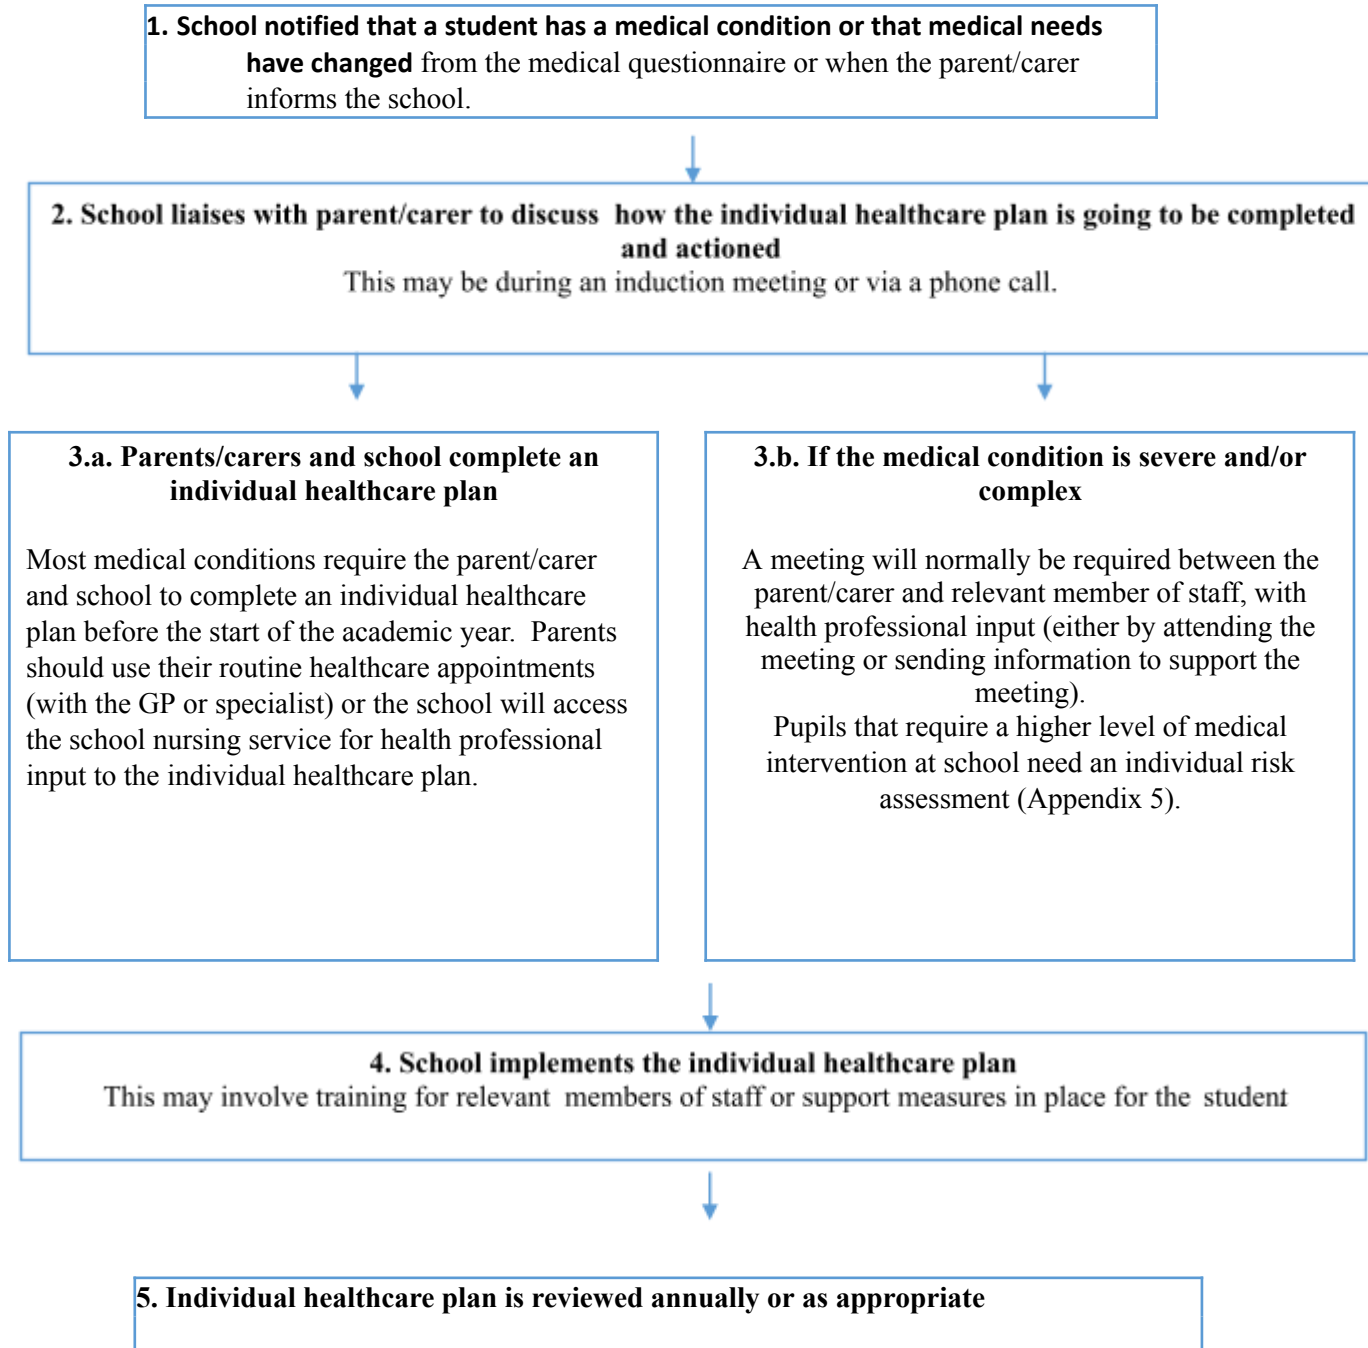 1. School notified that a student has a medical condition or that medical needs
have changed from the medical questionnaire or when the parent/carer
informs the school.
2. School liaises with parent/carer to discuss how the individual healthcare plan is going to be completed
and actioned
This may be during an induction meeting or via a phone call.
3.a. Parents/carers and school complete an
individual healthcare plan
Most medical conditions require the parent/carer
and school to complete an individual healthcare
plan before the start of the academic year. Parents
should use their routine healthcare appointments
(with the GP or specialist) or the school will access
the school nursing service for health professional
input to the individual healthcare plan.
3.b. If the medical condition is severe and/or
complex
A meeting will normally be required between the
parent/carer and relevant member of staff, with
health professional input (either by attending the
meeting or sending information to support the
meeting).
Pupils that require a higher level of medical
intervention at school need an individual risk
assessment (Appendix 5).
4. School implements the individual healthcare plan
This may involve training for relevant members of staff or support measures in place for the student
5. Individual healthcare plan is reviewed annually or as appropriate